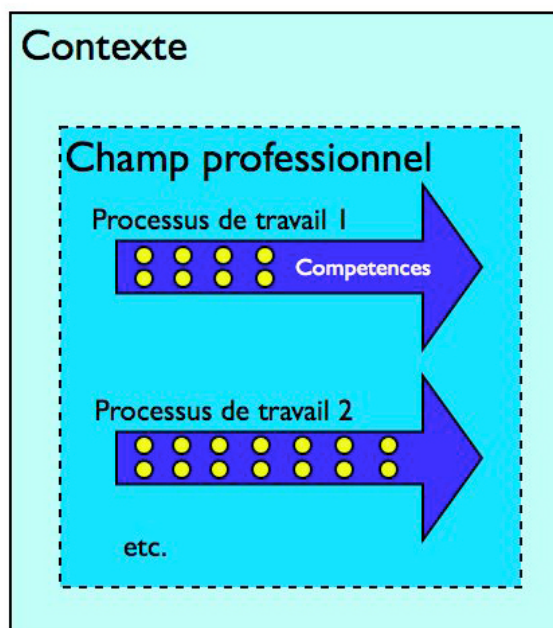 Contexte
Champ professionnel
Processus de travail 1
Competences
Processus de travail 2
etc.